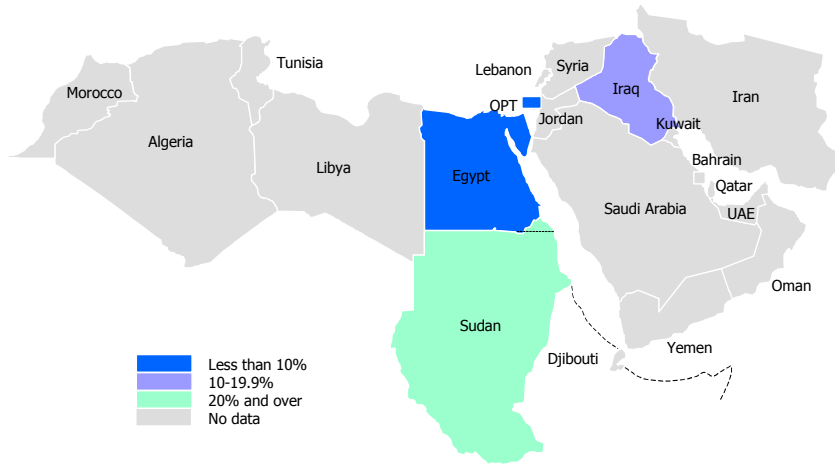 Tunisia
Morocco
Algeria
Libya
Egypt
Sudan
Lebanon
Syria
OPT
Jordan
Iraq
Iran
Kuwait
Bahrain
Qatar
UAE
Saudi Arabia
Oman
Yemen
Djibouti
Less than 10%
10-19.9%
20% and over
No data